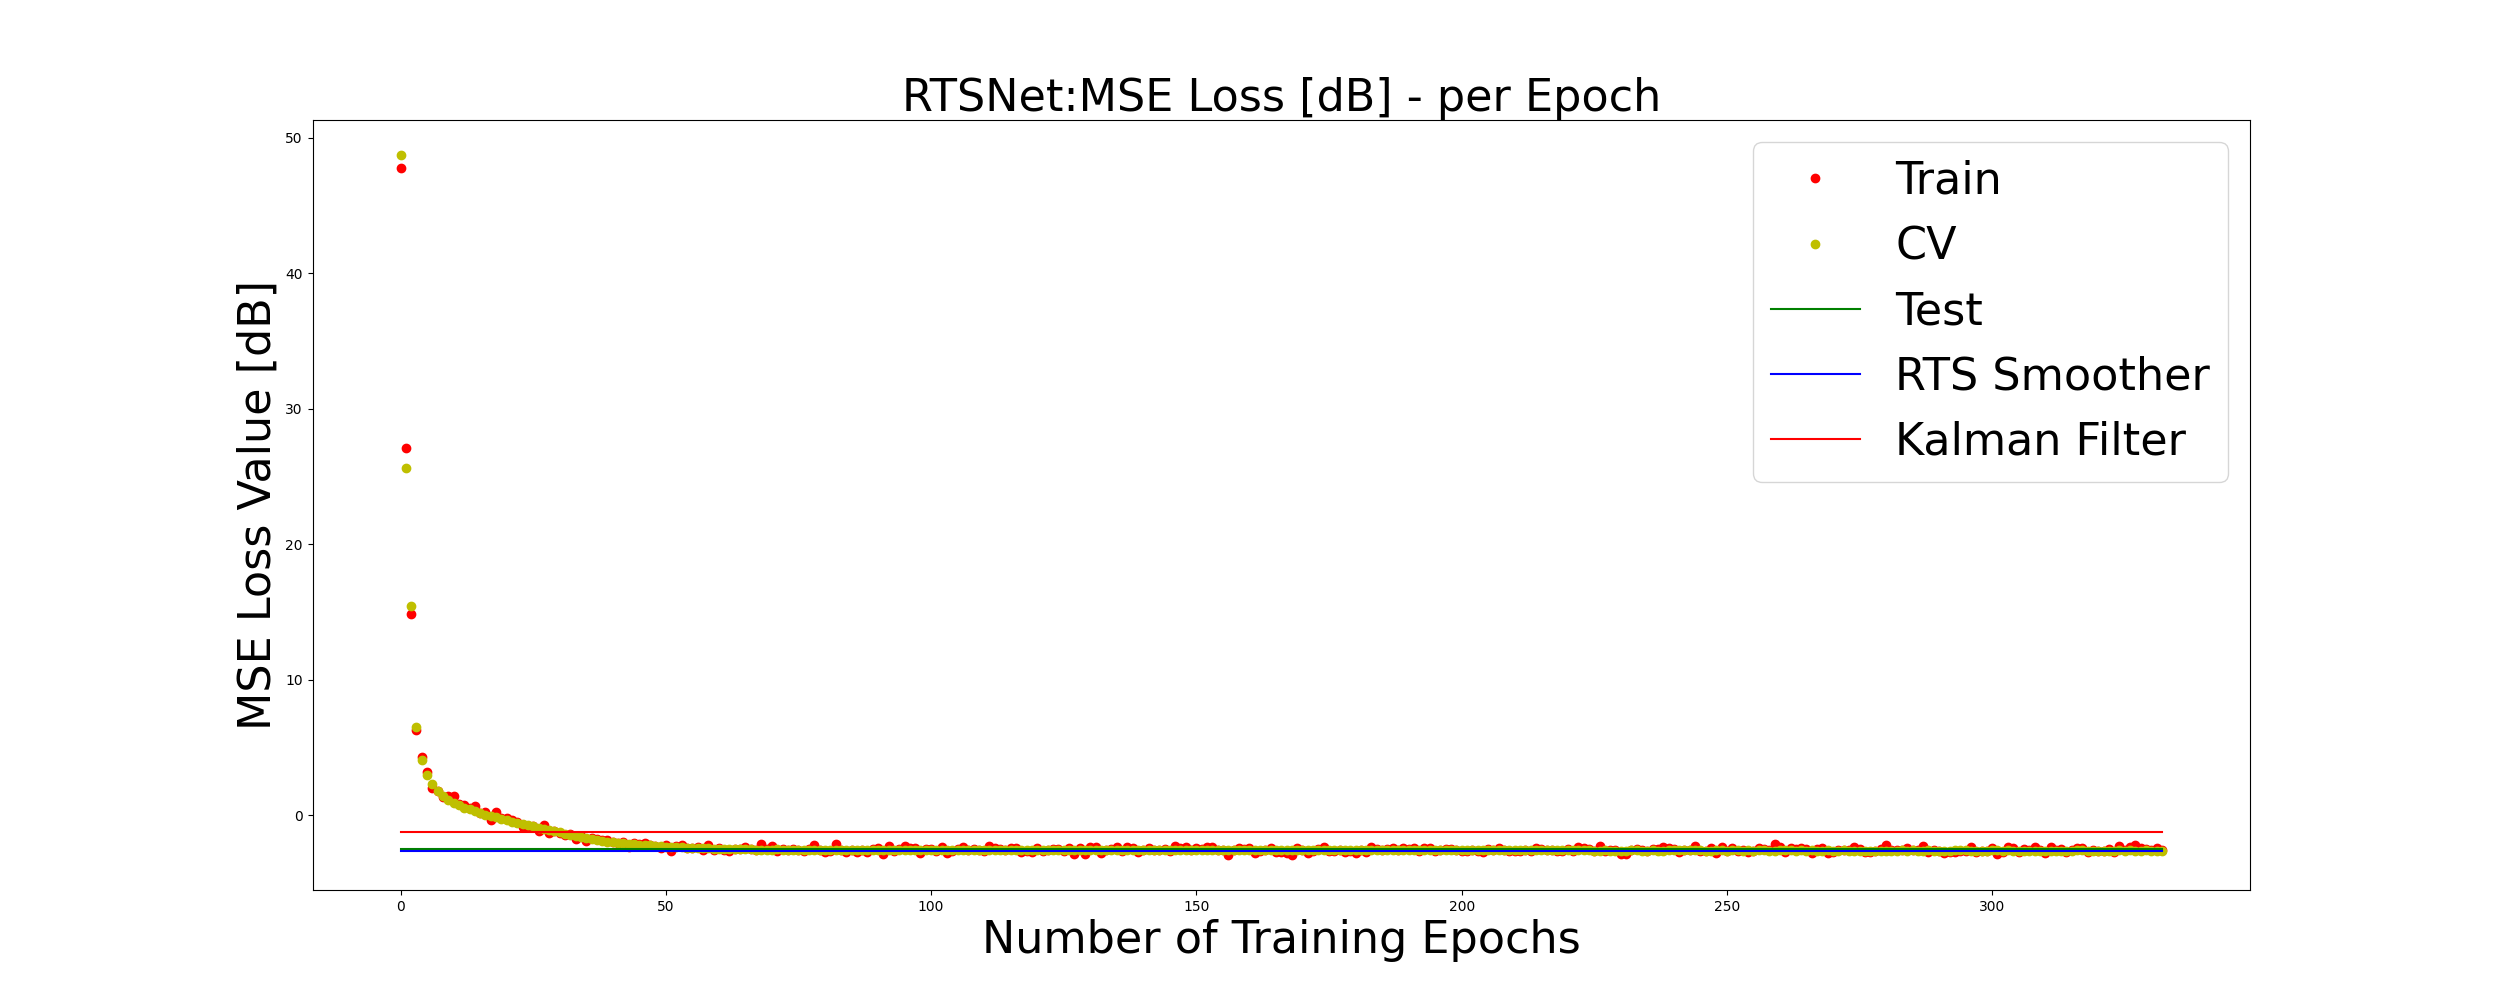 RTSNet:MSE Loss [dB] - per Epoch
MSE Loss Value [dB]
50
40
30
20
10
0
Train
CV
Test
RTS Smoother
Kalman Filter
0 50 100 150 200 250 300
Number of Training Epochs